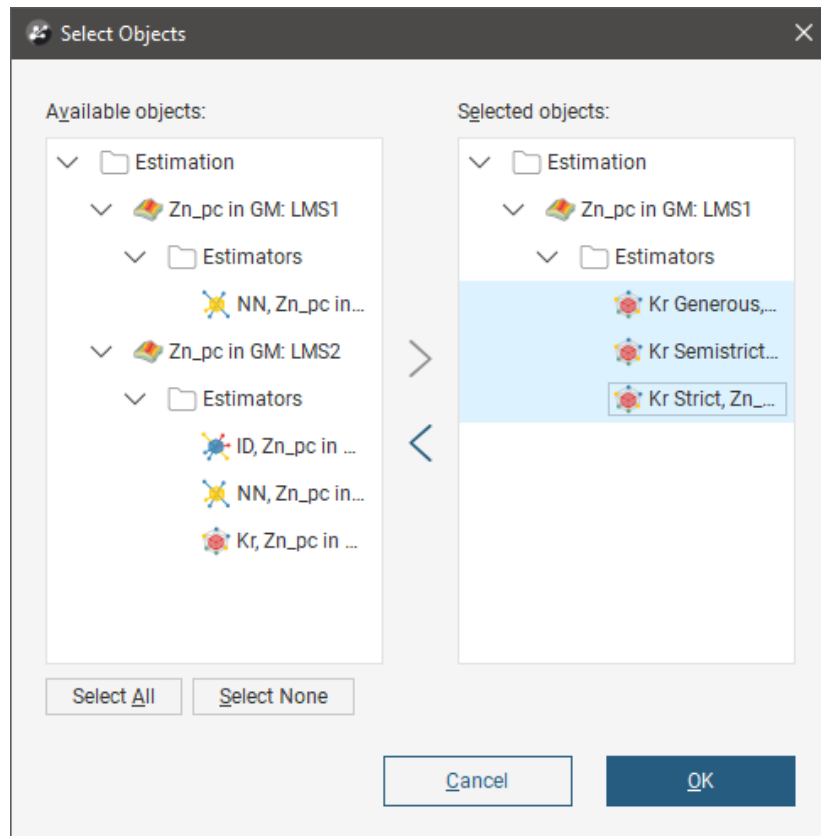 Select Objects
Available objects:
Estimation
Zn_pc in GM: LMS1
Estimators
NN, Zn_pc in...
Zn_pc in GM: LMS2
Estimators
ID, Zn_pc in ...
NN, Zn_pc in...
Kr, Zn_pc in ...
Select All
Select None
Selected objects:
Estimation
Zn_pc in GM: LMS1
Estimators
Kr Generous,...
Kr Semistrict...
Kr Strict, Zn_...
Cancel
OK